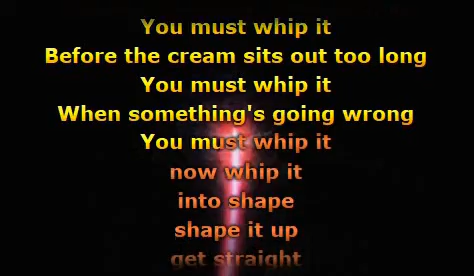 You must whip it
Before the cream sits out too long
You must whip it
When something's going wrong
You must whip it
now whip it
into shape
shape it up
get straight